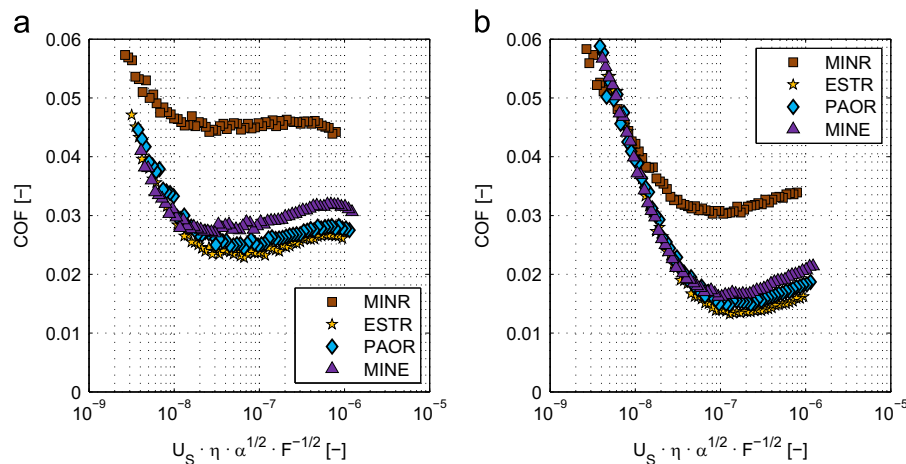 a
COF [–]
0.06
0.05
0.04
0.03
0.02
0.01
0
10⁻⁹
10⁻⁸
10⁻⁷
10⁻⁶
10⁻⁵
U_S · η · α^1/2 · F^−1/2 [–]
MINR
ESTR
PAOR
MINE
b
COF [–]
0.06
0.05
0.04
0.03
0.02
0.01
0
10⁻⁹
10⁻⁸
10⁻⁷
10⁻⁶
10⁻⁵
U_S · η · α^1/2 · F^−1/2 [–]
MINR
ESTR
PAOR
MINE